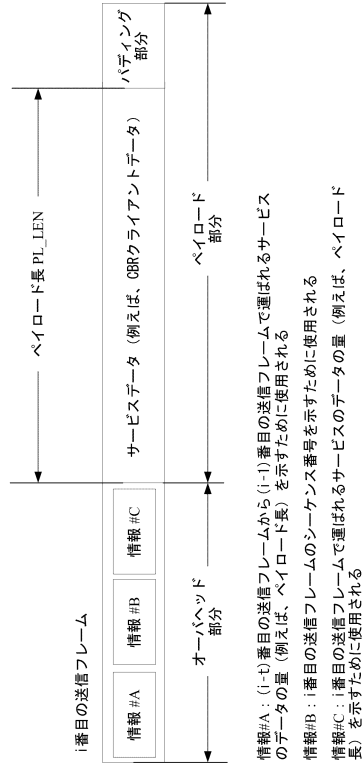 i番目の送信フレーム
ペイロード長 PL_LEN
情報 #A
情報 #B
情報 #C
サービスデータ（例えば、CBRクライアントデータ）
パディング
部分
オーバヘッド
部分
ペイロード
部分
情報#A：(i-t)番目の送信フレームから(i-1)番目の送信フレームで運ばれるサービス
のデータの量（例えば、ペイロード長）を示すために使用される
情報#B：i番目の送信フレームのシーケンス番号を示すために使用される
情報#C：i番目の送信フレームで運ばれるサービスのデータの量（例えば、ペイロード
長）を示すために使用される